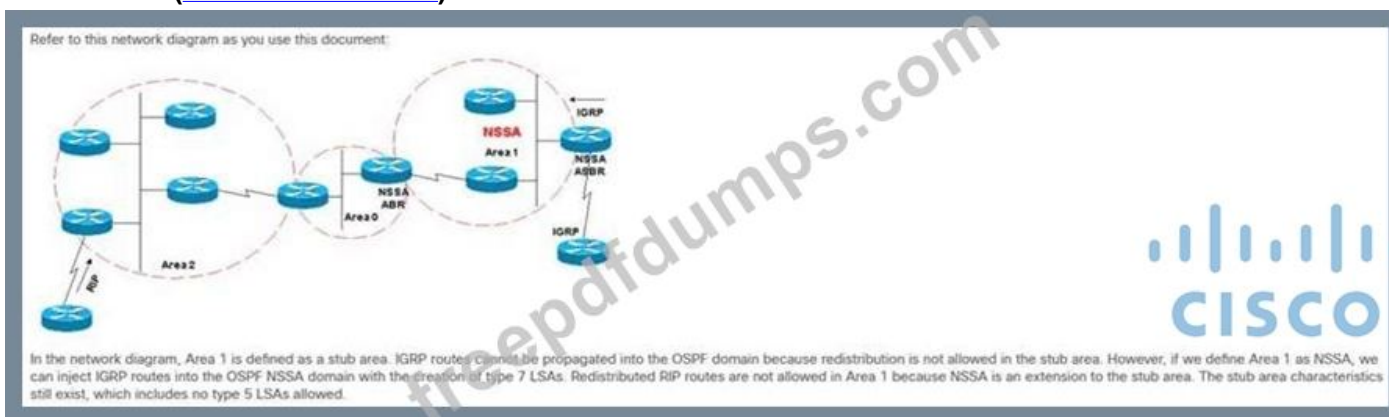 Refer to this network diagram as you use this document:
IGRP
NSSA
Area 1
NSSA
ASBR
NSSA
ABR
Area 0
IGRP
Area 2
RIP
freepdfdumps.com
CISCO
In the network diagram, Area 1 is defined as a stub area. IGRP routes cannot be propagated into the OSPF domain because redistribution is not allowed in the stub area. However, if we define Area 1 as NSSA, we
can inject IGRP routes into the OSPF NSSA domain with the creation of type 7 LSAs. Redistributed RIP routes are not allowed in Area 1 because NSSA is an extension to the stub area. The stub area characteristics
still exist, which includes no type 5 LSAs allowed.